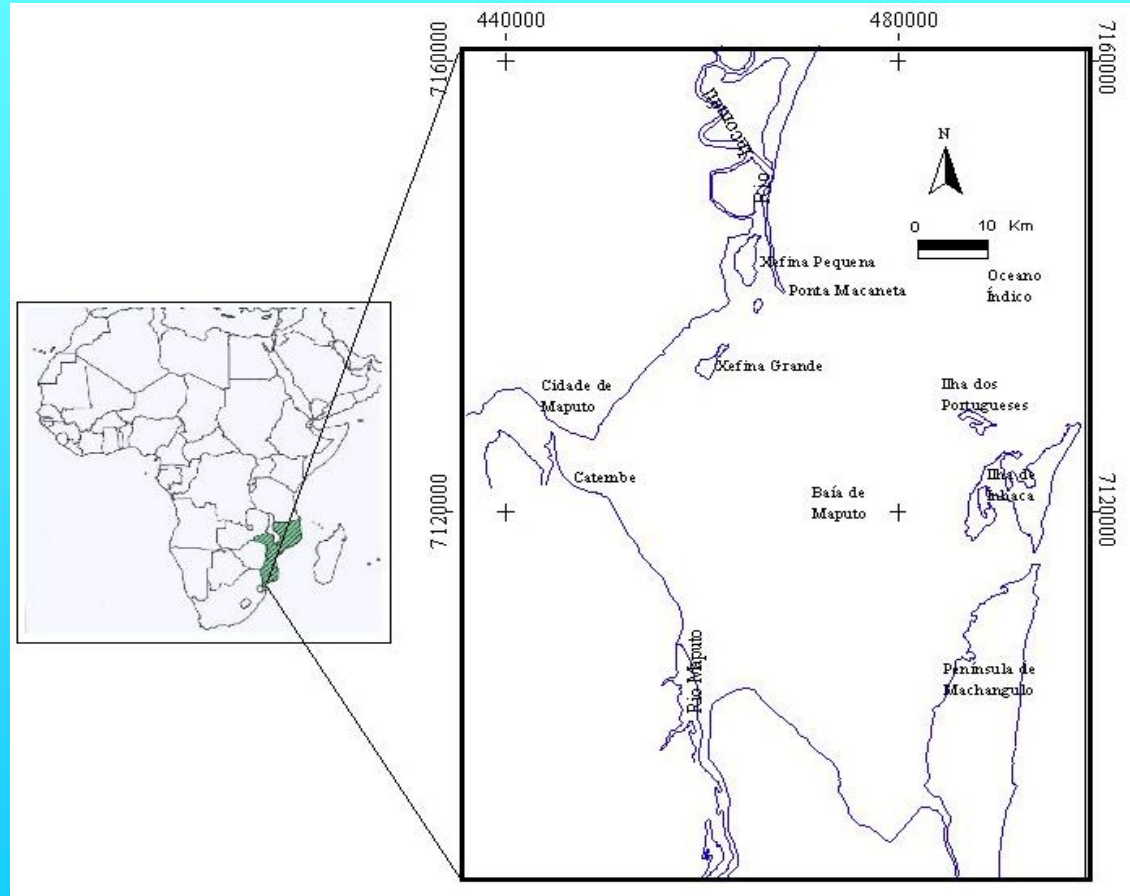 440000
480000
7160000
7160000
Rio
Incomati
N
0 10 Km
Xefina Pequena
Oceano
Índico
Ponta Macaneta
Xefina Grande
Cidade de
Maputo
Ilha dos
Portugueses
Catembe
Baía de
Maputo
Ilha de
Inhaca
7120000
7120000
Rio Maputo
Península de
Machangulo